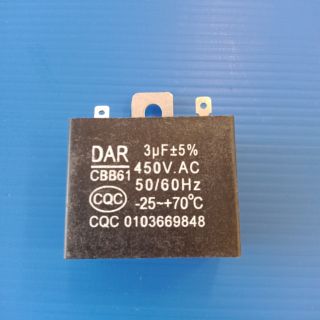 DAR 3μF±5%
CBB61 450V.AC
50/60Hz
CQC -25~+70°C
CQC 0103669848